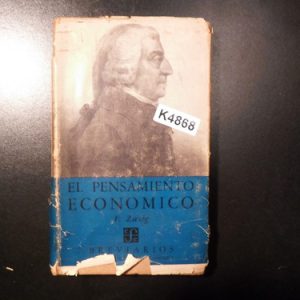 K4868
EL PENSAMIENTO
ECONOMICO
F. Zweig
BREVIARIOS